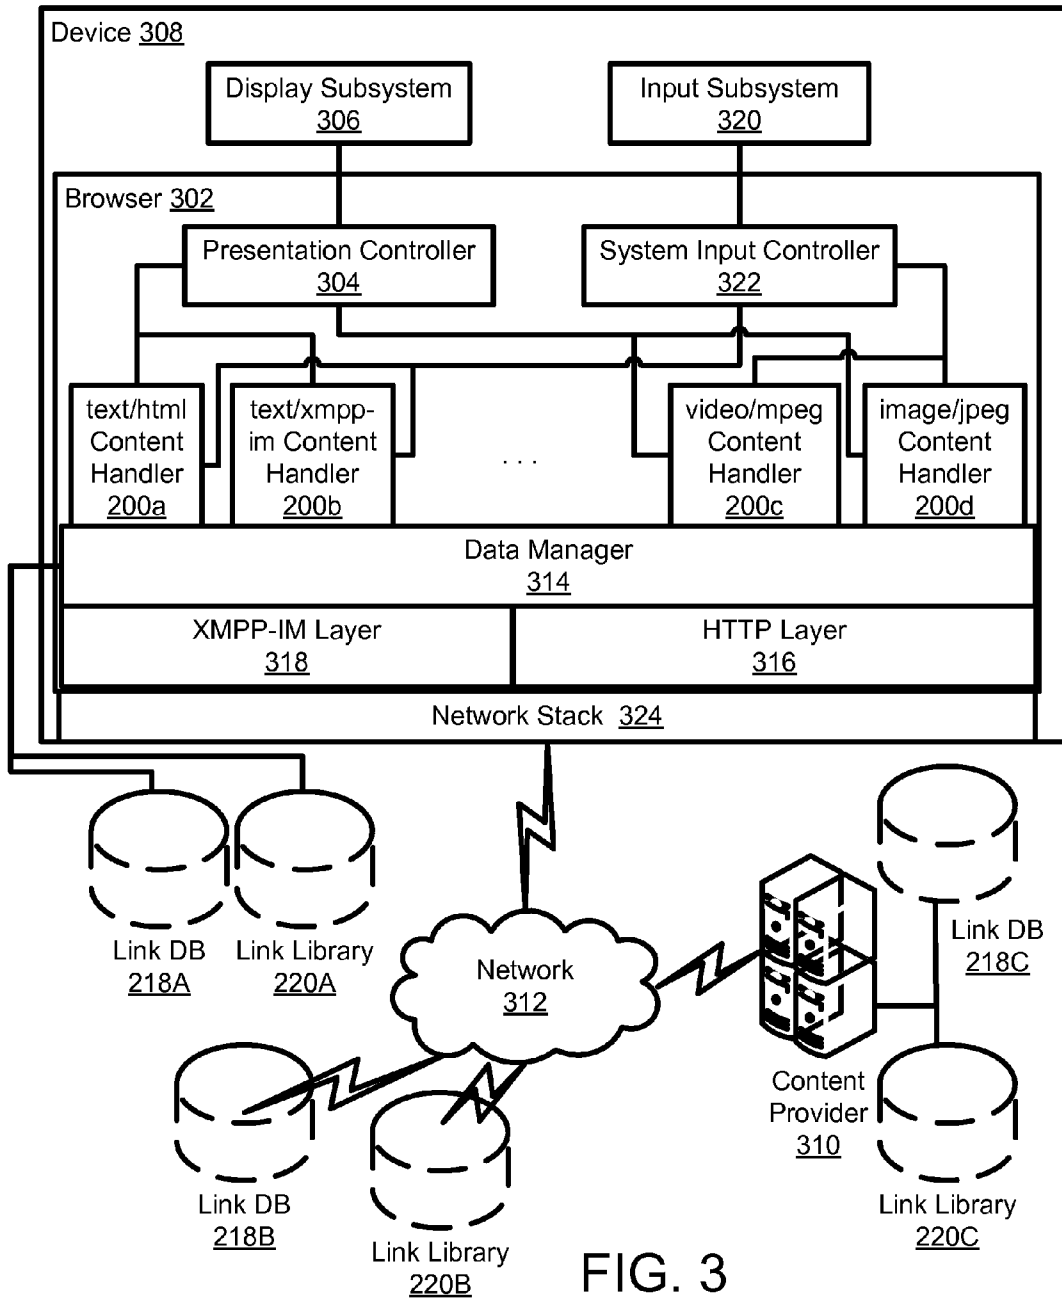 Device 308
Display Subsystem
306
Input Subsystem
320
Browser 302
Presentation Controller
304
System Input Controller
322
text/html
Content
Handler
200a
text/xmpp-
im Content
Handler
200b
. . .
video/mpeg
Content
Handler
200c
image/jpeg
Content
Handler
200d
Data Manager
314
XMPP-IM Layer
318
HTTP Layer
316
Network Stack 324
Link DB
218A
Link Library
220A
Network
312
Link DB
218C
Content
Provider
310
Link DB
218B
Link Library
220B
Link Library
220C
FIG. 3